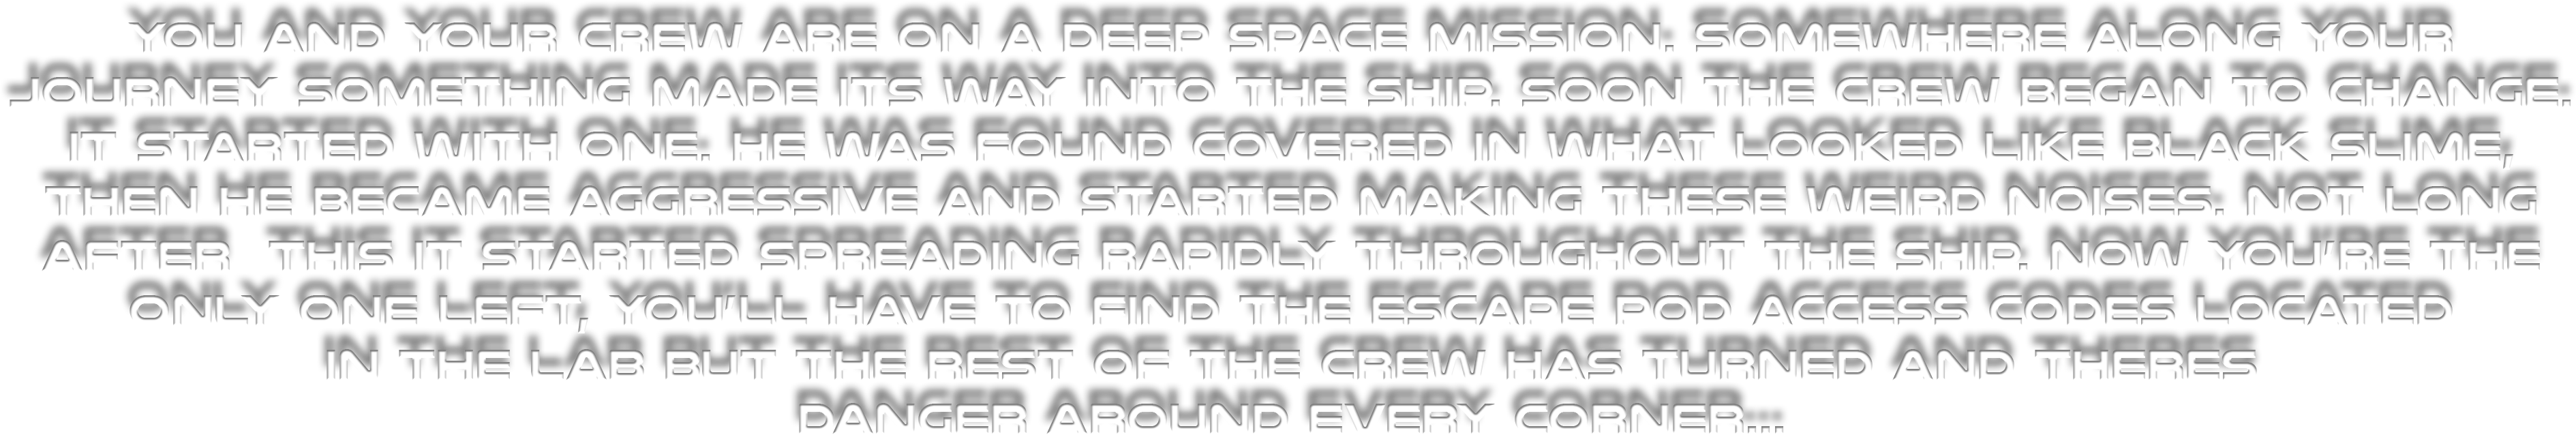 YOU AND YOUR CREW ARE ON A DEEP SPACE MISSION. SOMEWHERE ALONG YOUR
JOURNEY SOMETHING MADE ITS WAY INTO THE SHIP. SOON THE CREW BEGAN TO CHANGE.
IT STARTED WITH ONE. HE WAS FOUND COVERED IN WHAT LOOKED LIKE BLACK SLIME,
THEN HE BECAME AGGRESSIVE AND STARTED MAKING THESE WEIRD NOISES. NOT LONG
AFTER THIS IT STARTED SPREADING RAPIDLY THROUGHOUT THE SHIP. NOW YOU'RE THE
ONLY ONE LEFT, YOU'LL HAVE TO FIND THE ESCAPE POD ACCESS CODES LOCATED
IN THE LAB BUT THE REST OF THE CREW HAS TURNED AND THERES
DANGER AROUND EVERY CORNER...